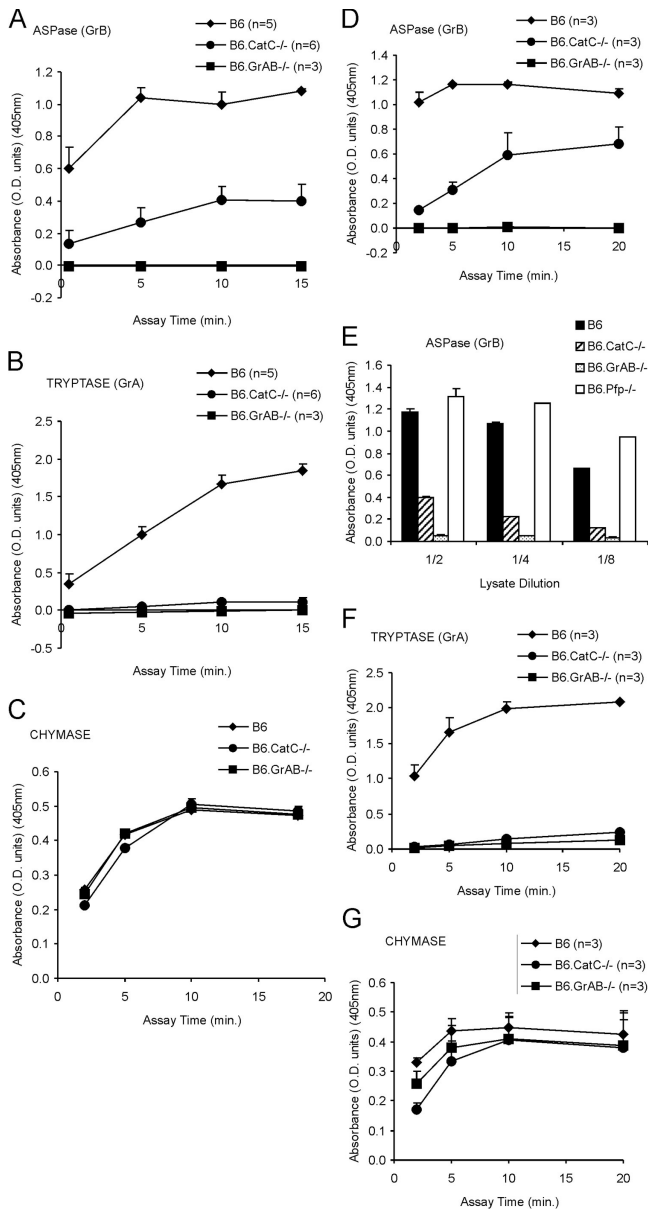 A
ASPase (GrB)
B6 (n=5)
B6.CatC-/- (n=6)
B6.GrAB-/- (n=3)
Absorbance (O.D. units) (405nm)
1.2
1.0
0.8
0.6
0.4
0.2
0.0
-0.2
0
5
10
15
Assay Time (min.)
B
TRYPTASE (GrA)
B6 (n=5)
B6.CatC-/- (n=6)
B6.GrAB-/- (n=3)
Absorbance (O.D. units) (405nm)
2.5
2.0
1.5
1.0
0.5
0.0
-0.5
0
5
10
15
Assay Time (min.)
C
CHYMASE
B6
B6.CatC-/-
B6.GrAB-/-
Absorbance (O.D. units) (405nm)
0.6
0.5
0.4
0.3
0.2
0.1
0.0
0
5
10
15
20
Assay Time (min.)
D
ASPase (GrB)
B6 (n=3)
B6.CatC-/- (n=3)
B6.GrAB-/- (n=3)
Absorbance (O.D. units) (405nm)
1.4
1.2
1.0
0.8
0.6
0.4
0.2
0.0
-0.2
0
5
10
15
20
Assay Time (min.)
E
ASPase (GrB)
B6
B6.CatC-/-
B6.GrAB-/-
B6.Pfp-/-
Absorbance (O.D. units) (405nm)
1.6
1.4
1.2
1.0
0.8
0.6
0.4
0.2
0.0
1/2
1/4
1/8
Lysate Dilution
F
TRYPTASE (GrA)
B6 (n=3)
B6.CatC-/- (n=3)
B6.GrAB-/- (n=3)
Absorbance (O.D. units) (405nm)
2.5
2.0
1.5
1.0
0.5
0.0
0
5
10
15
20
Assay Time (min.)
G
CHYMASE
B6 (n=3)
B6.CatC-/- (n=3)
B6.GrAB-/- (n=3)
Absorbance (O.D. units) (405nm)
0.6
0.5
0.4
0.3
0.2
0.1
0.0
0
5
10
15
20
Assay Time (min.)